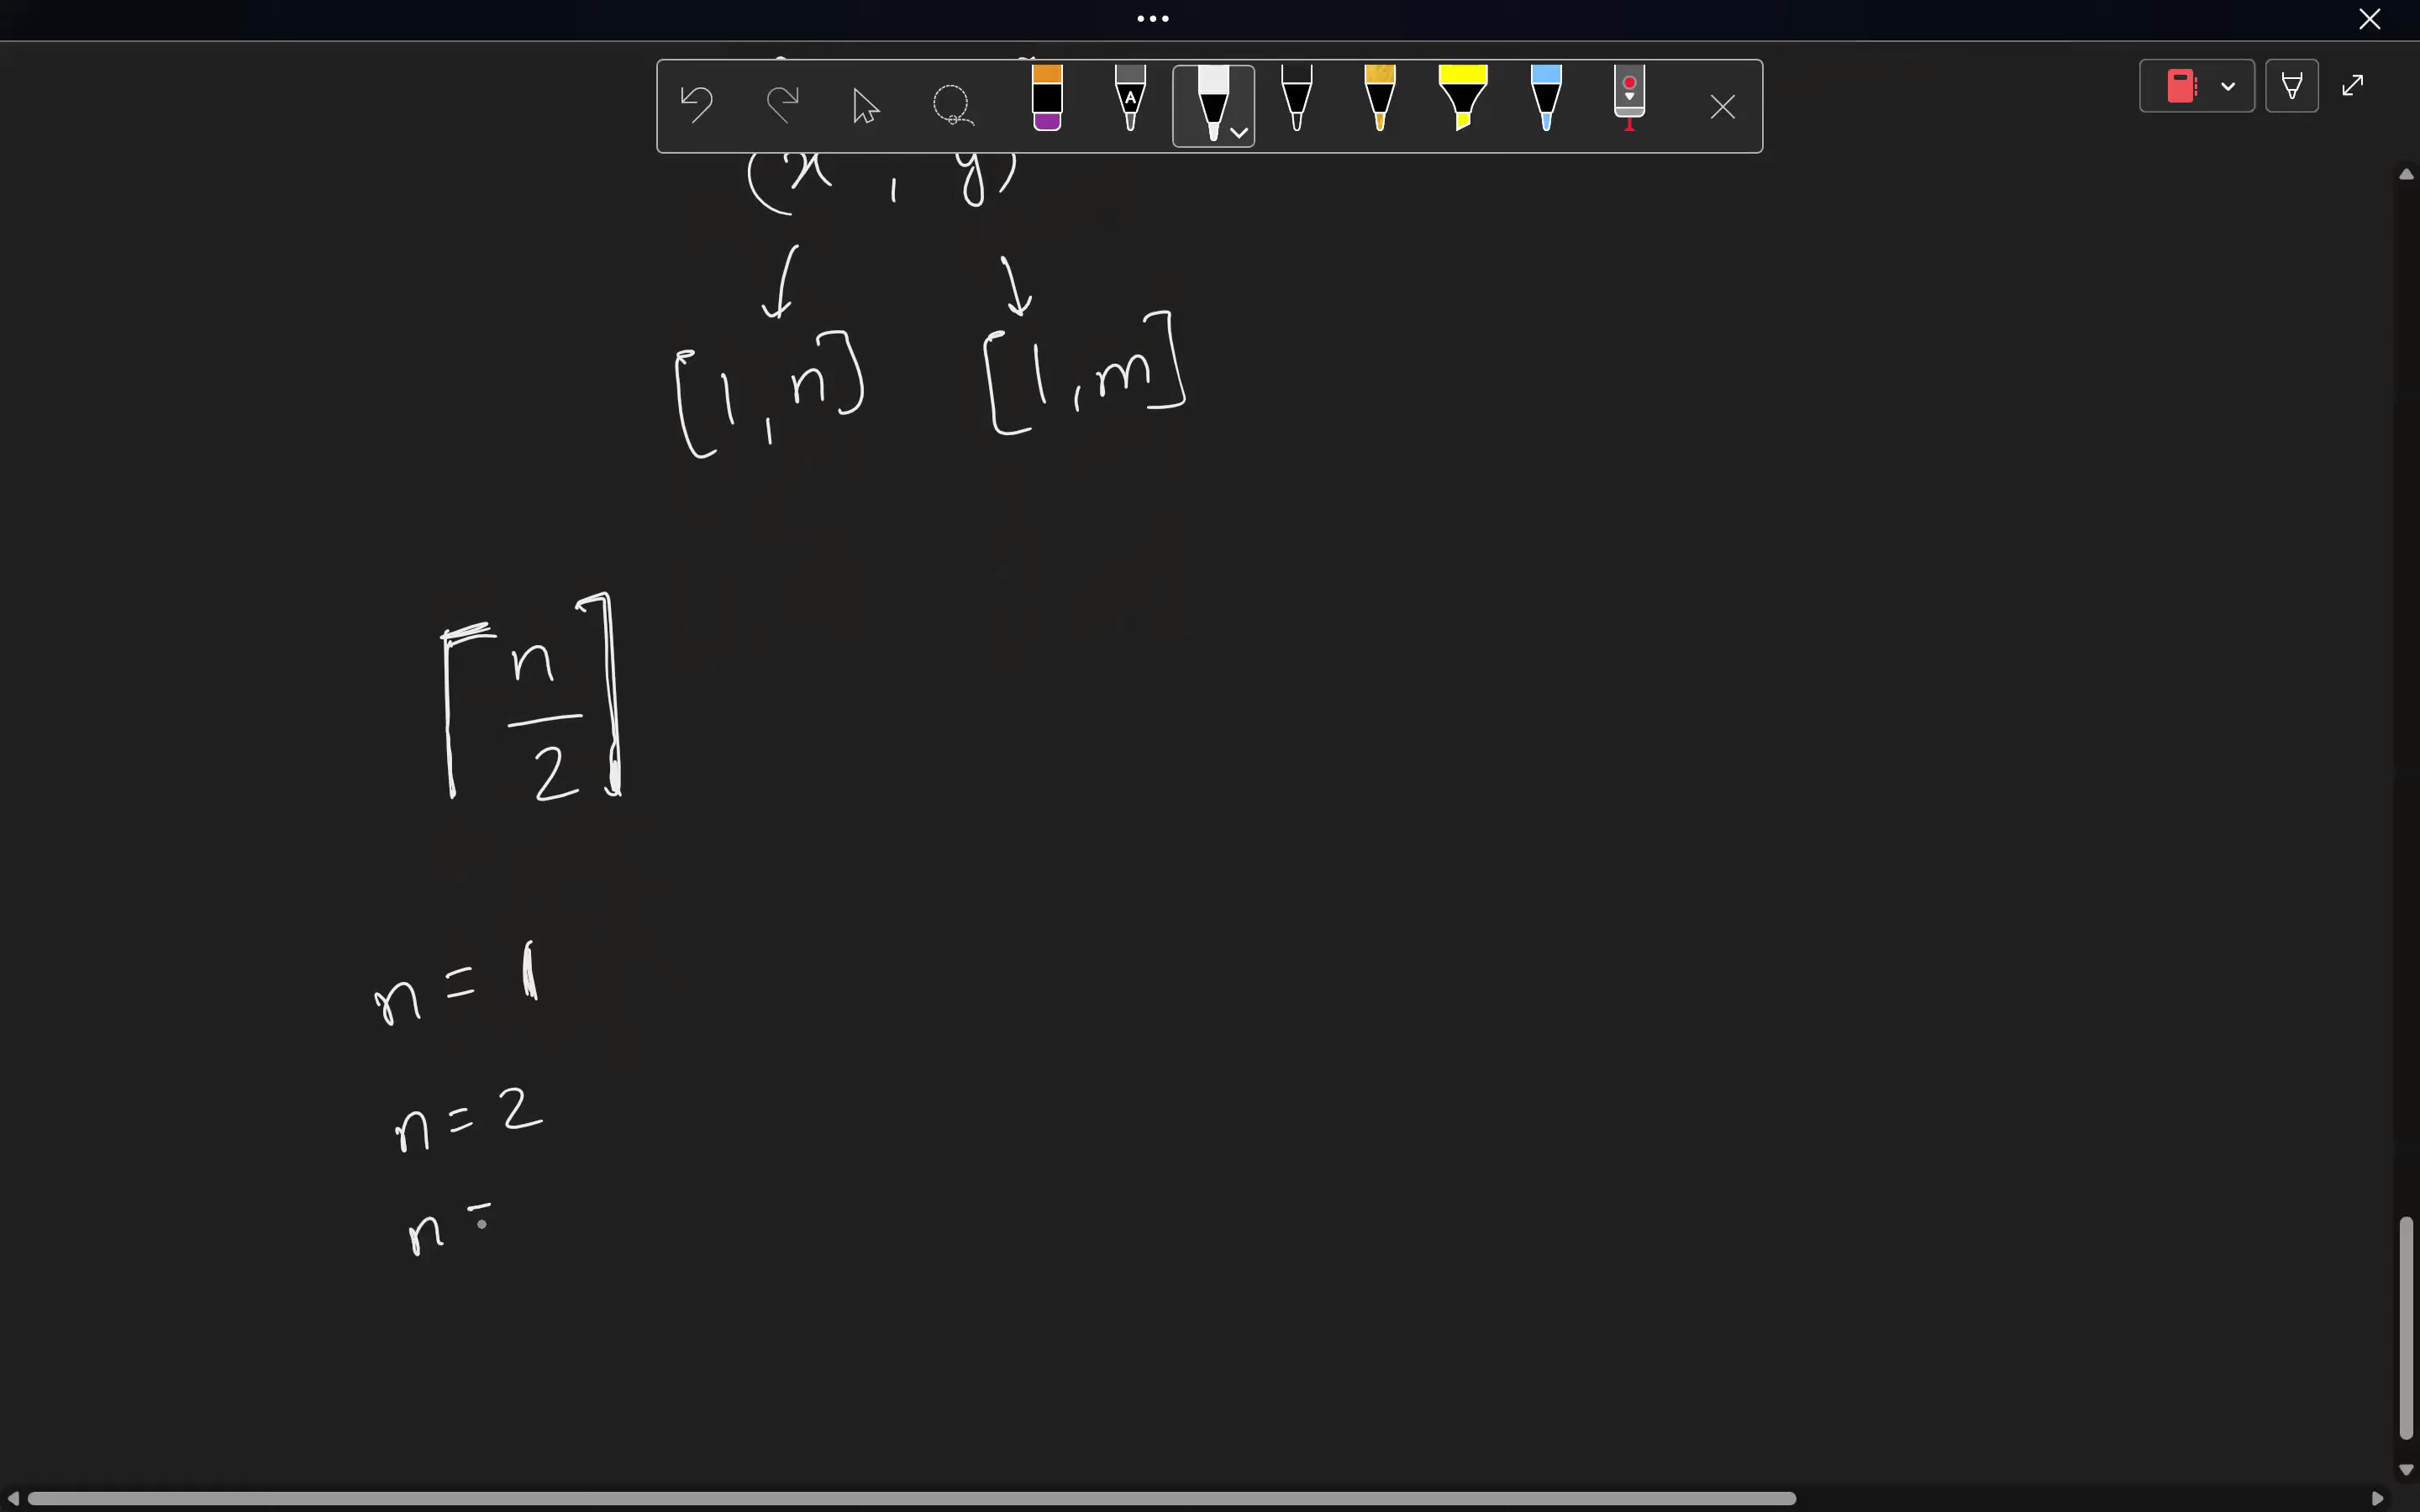 (x , y)
[1 , n] [1 , m]
⌈n/2⌉
n = 1
n = 2
n =